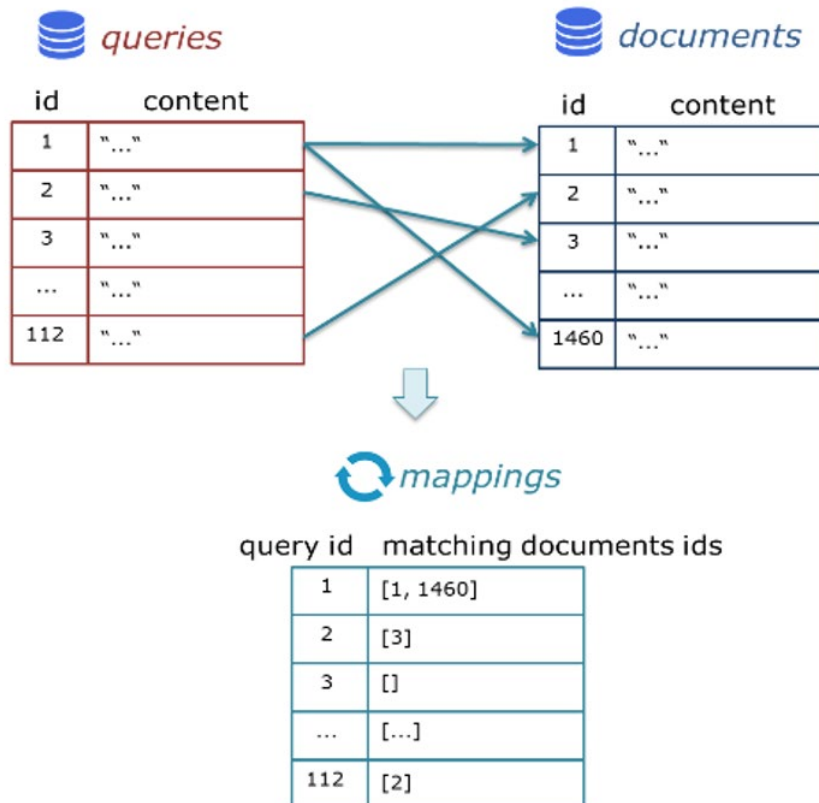 queries
documents
id content
id content
1 "..."
2 "..."
3 "..."
... "..."
112 "..."
1 "..."
2 "..."
3 "..."
... "..."
1460 "..."
mappings
query id matching documents ids
1 [1, 1460]
2 [3]
3 []
... [...]
112 [2]